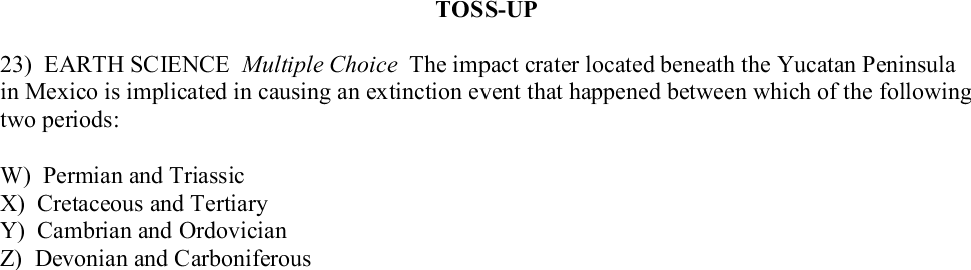 TOSS-UP
23) EARTH SCIENCE Multiple Choice The impact crater located beneath the Yucatan Peninsula
in Mexico is implicated in causing an extinction event that happened between which of the following
two periods:
W) Permian and Triassic
X) Cretaceous and Tertiary
Y) Cambrian and Ordovician
Z) Devonian and Carboniferous